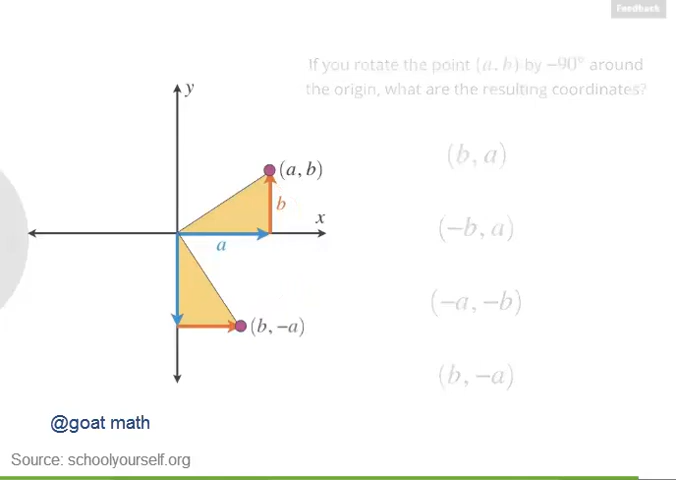 Feedback
If you rotate the point (a, b) by −90° around
the origin, what are the resulting coordinates?
y
(a, b)
b
x
a
(b, −a)
(b, a)
(−b, a)
(−a, −b)
(b, −a)
@goat math
Source: schoolyourself.org